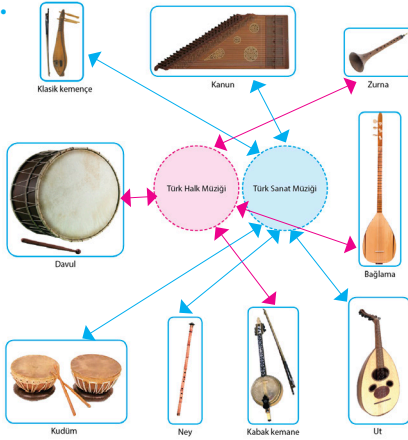 Klasik kemençe
Kanun
Zurna
Türk Halk Müziği
Türk Sanat Müziği
Davul
Bağlama
Kudüm
Ney
Kabak kemane
Ut